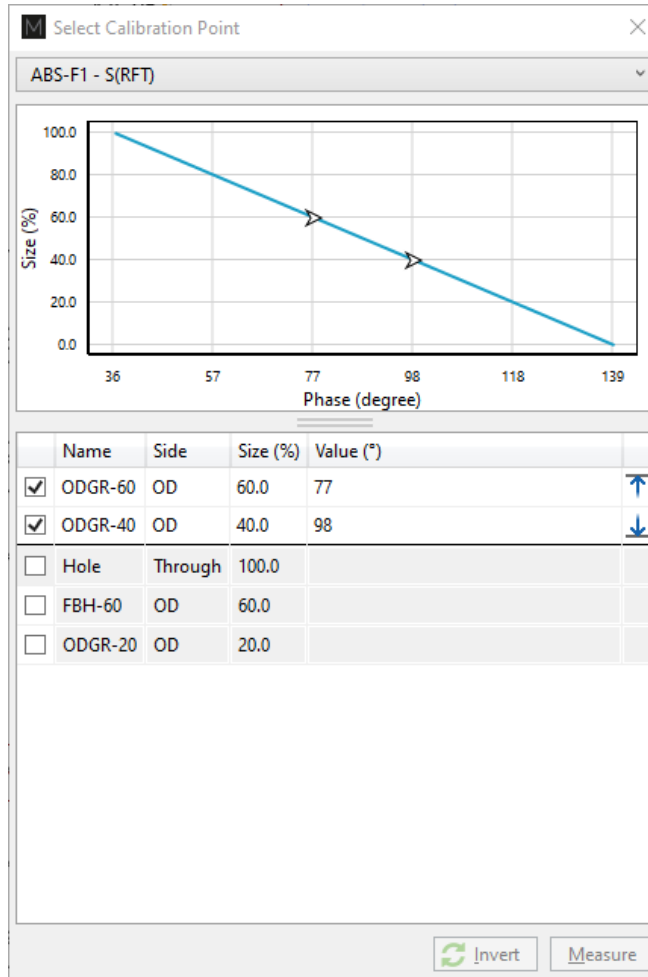 M Select Calibration Point
ABS-F1 - S(RFT)
100.0
80.0
60.0
40.0
20.0
0.0
Size (%)
36 57 77 98 118 139
Phase (degree)
Name Side Size (%) Value (°)
ODGR-60 OD 60.0 77
ODGR-40 OD 40.0 98
Hole Through 100.0
FBH-60 OD 60.0
ODGR-20 OD 20.0
Invert Measure